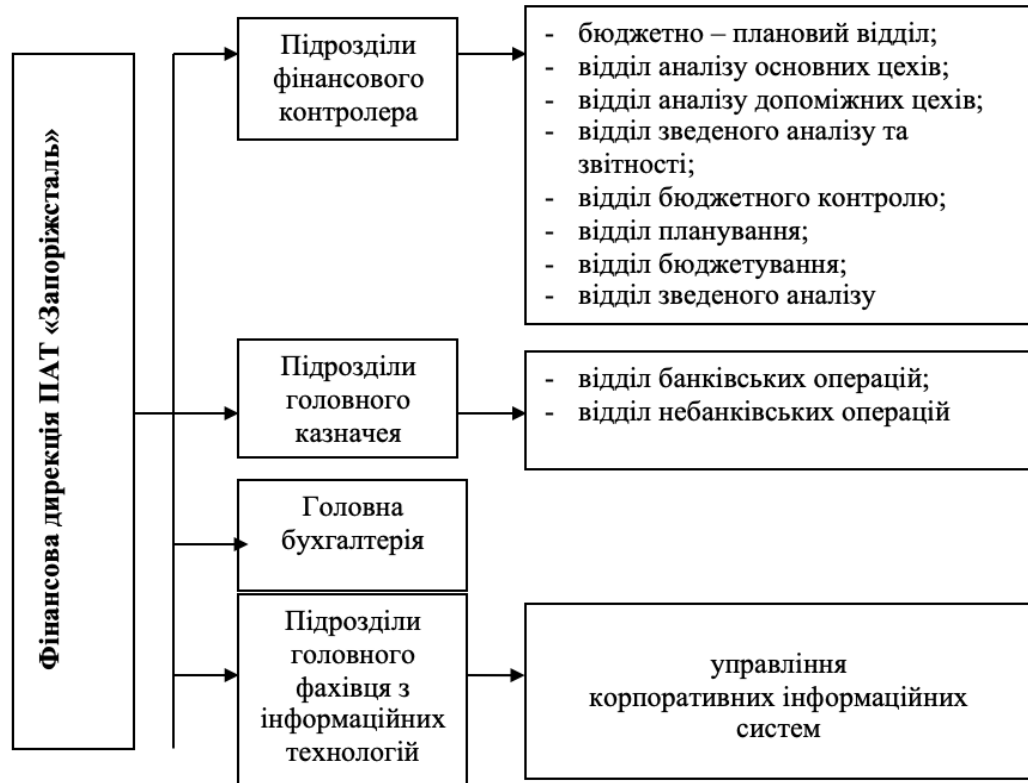 Фінансова дирекція ПАТ «Запоріжсталь»
Підрозділи
фінансового
контролера
- бюджетно – плановий відділ;
- відділ аналізу основних цехів;
- відділ аналізу допоміжних цехів;
- відділ зведеного аналізу та
звітності;
- відділ бюджетного контролю;
- відділ планування;
- відділ бюджетування;
- відділ зведеного аналізу
Підрозділи
головного
казначея
- відділ банківських операцій;
- відділ небанківських операцій
Головна
бухгалтерія
Підрозділи
головного
фахівця з
інформаційних
технологій
управління
корпоративних інформаційних
систем